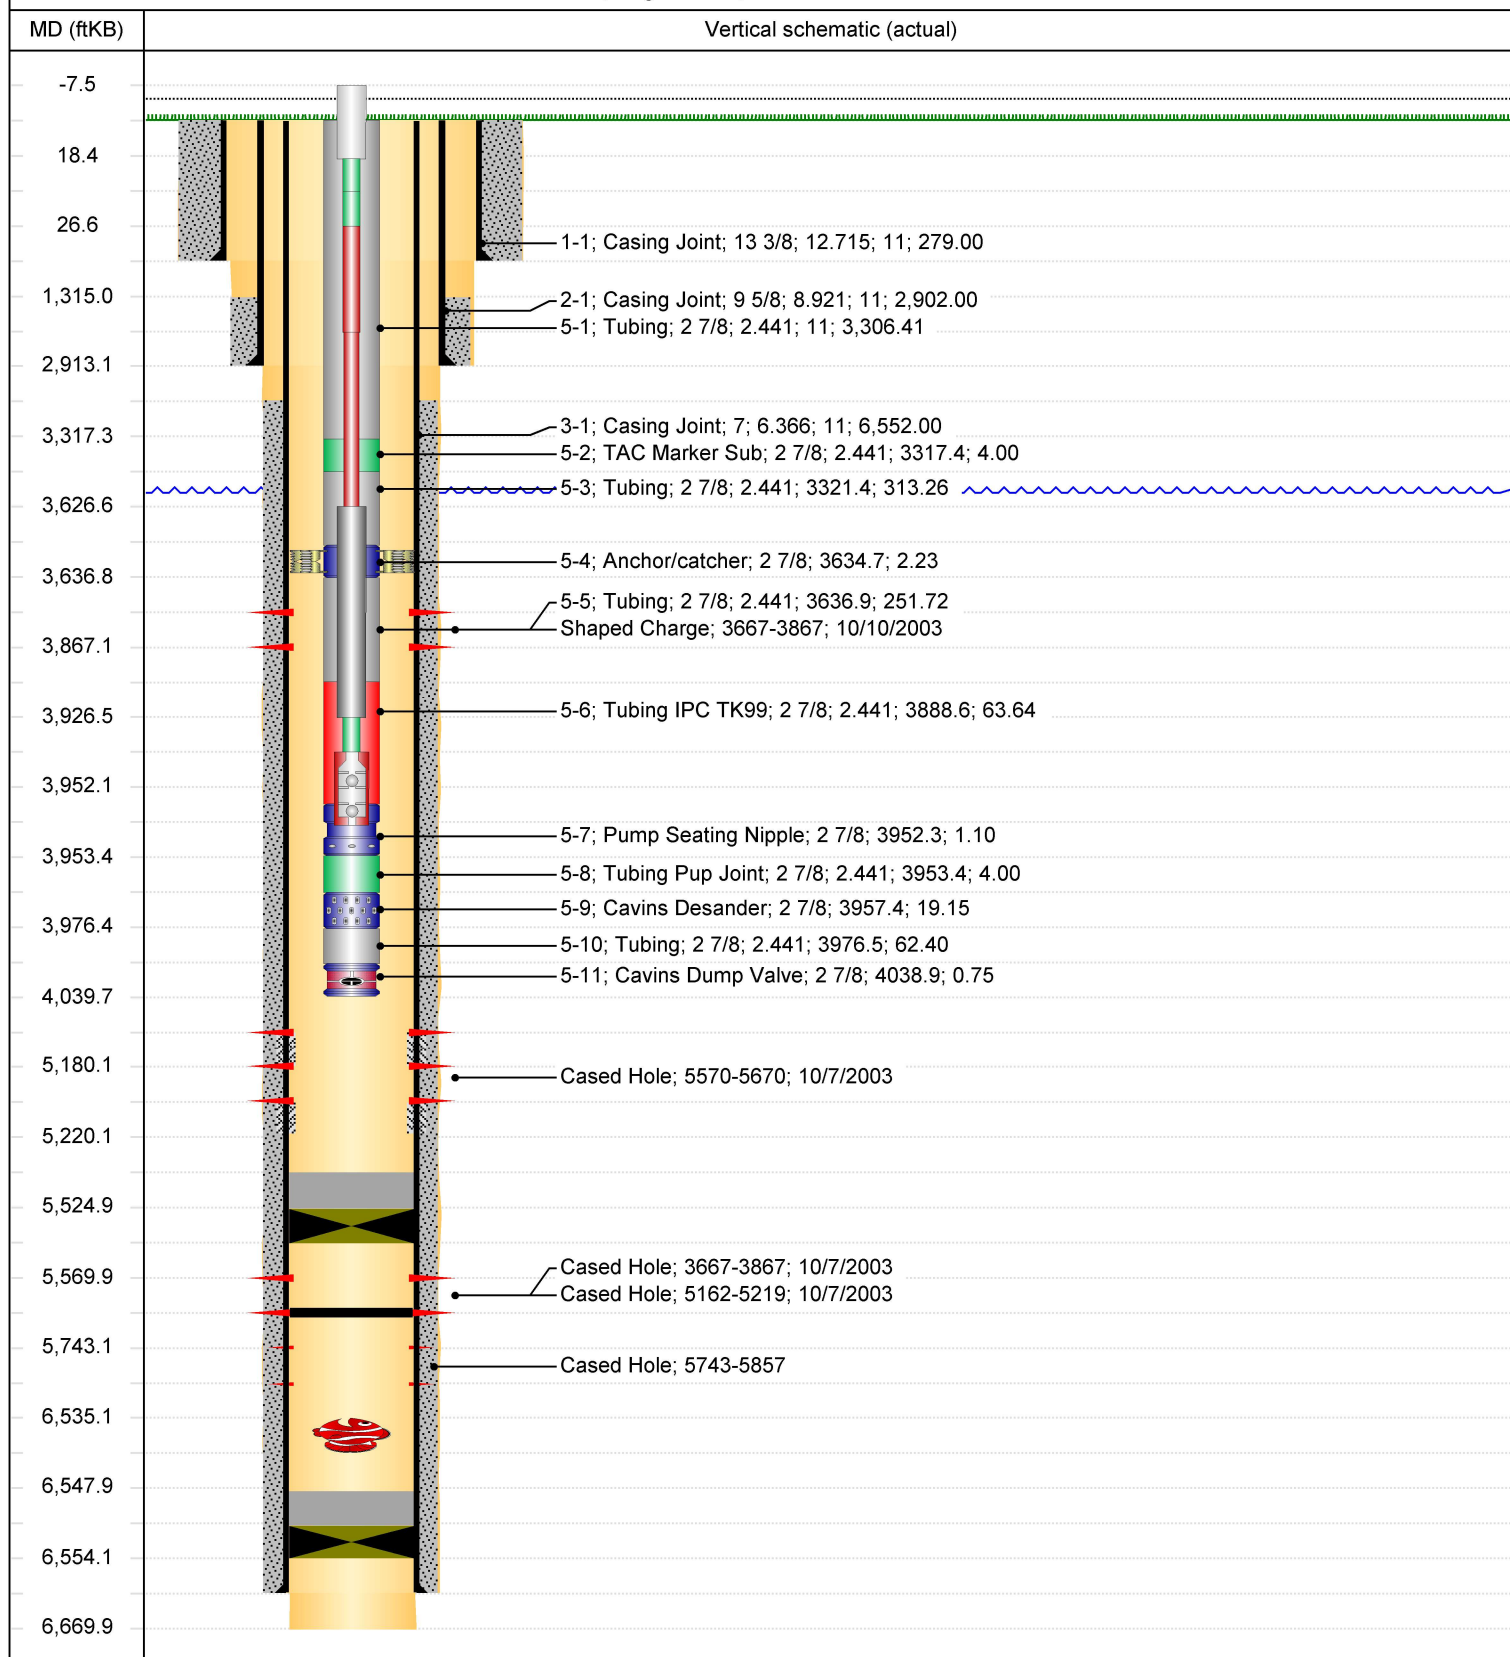 MD (ftKB)
Vertical schematic (actual)
-7.5
18.4
26.6
1-1; Casing Joint; 13 3/8; 12.715; 11; 279.00
1,315.0
2-1; Casing Joint; 9 5/8; 8.921; 11; 2,902.00
5-1; Tubing; 2 7/8; 2.441; 11; 3,306.41
2,913.1
3-1; Casing Joint; 7; 6.366; 11; 6,552.00
3,317.3
5-2; TAC Marker Sub; 2 7/8; 2.441; 3317.4; 4.00
5-3; Tubing; 2 7/8; 2.441; 3321.4; 313.26
3,626.6
5-4; Anchor/catcher; 2 7/8; 3634.7; 2.23
3,636.8
5-5; Tubing; 2 7/8; 2.441; 3636.9; 251.72
Shaped Charge; 3667-3867; 10/10/2003
3,867.1
5-6; Tubing IPC TK99; 2 7/8; 2.441; 3888.6; 63.64
3,926.5
3,952.1
5-7; Pump Seating Nipple; 2 7/8; 3952.3; 1.10
3,953.4
5-8; Tubing Pup Joint; 2 7/8; 2.441; 3953.4; 4.00
5-9; Cavins Desander; 2 7/8; 3957.4; 19.15
3,976.4
5-10; Tubing; 2 7/8; 2.441; 3976.5; 62.40
5-11; Cavins Dump Valve; 2 7/8; 4038.9; 0.75
4,039.7
5,180.1
Cased Hole; 5570-5670; 10/7/2003
5,220.1
5,524.9
Cased Hole; 3667-3867; 10/7/2003
5,569.9
Cased Hole; 5162-5219; 10/7/2003
5,743.1
Cased Hole; 5743-5857
6,535.1
6,547.9
6,554.1
6,669.9